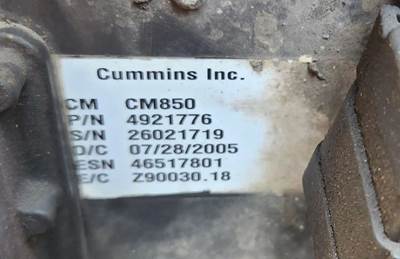 Cummins Inc.
CM CM850
P/N 4921776
S/N 26021719
D/C 07/28/2005
ESN 46517801
E/C Z90030.18